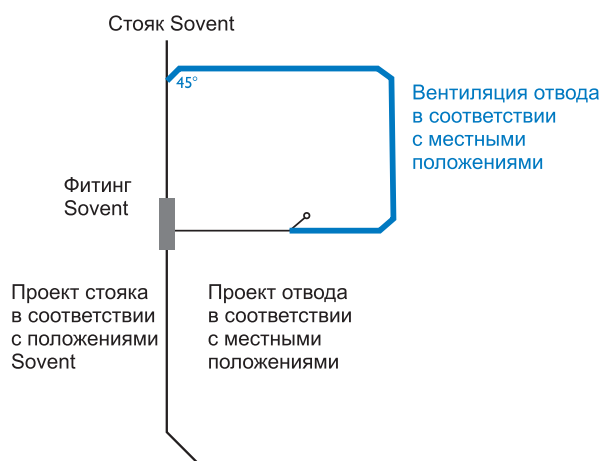 Стояк Sovent
45°
Вентиляция отвода
в соответствии
с местными
положениями
Фитинг
Sovent
Проект стояка
в соответствии
с положениями
Sovent
Проект отвода
в соответствии
с местными
положениями